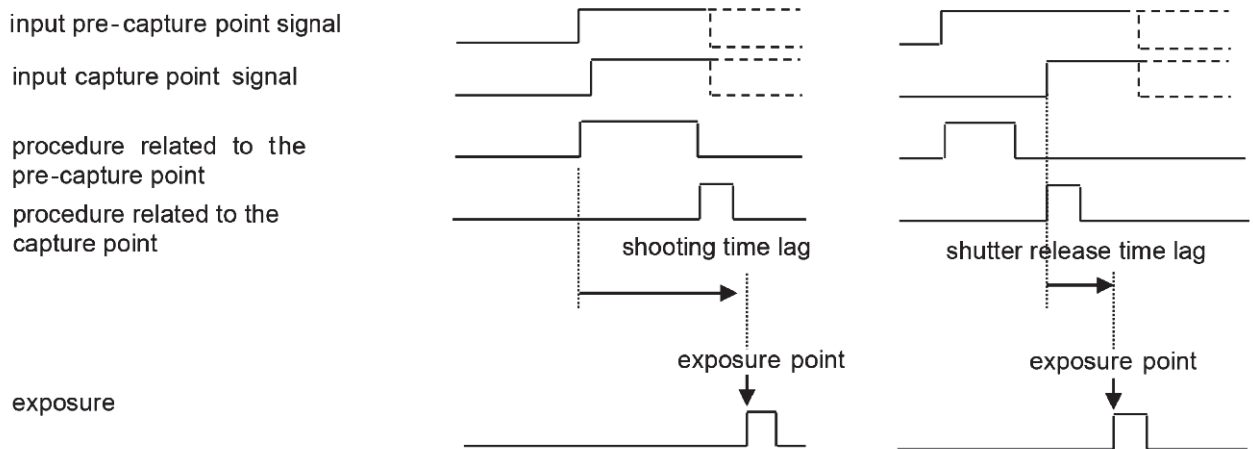 input pre-capture point signal
input capture point signal
procedure related to the
pre-capture point
procedure related to the
capture point
shooting time lag
shutter release time lag
exposure point
exposure point
exposure